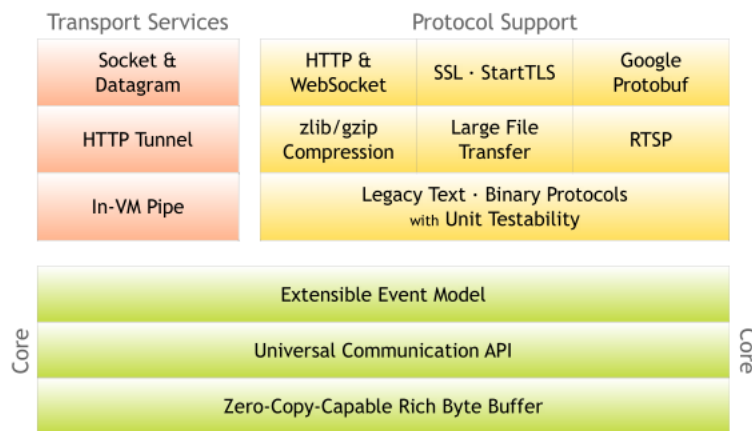 Transport Services
Protocol Support
Socket &
Datagram
HTTP &
WebSocket
SSL · StartTLS
Google
Protobuf
HTTP Tunnel
zlib/gzip
Compression
Large File
Transfer
RTSP
In-VM Pipe
Legacy Text · Binary Protocols
with Unit Testability
Core
Extensible Event Model
Universal Communication API
Zero-Copy-Capable Rich Byte Buffer
Core